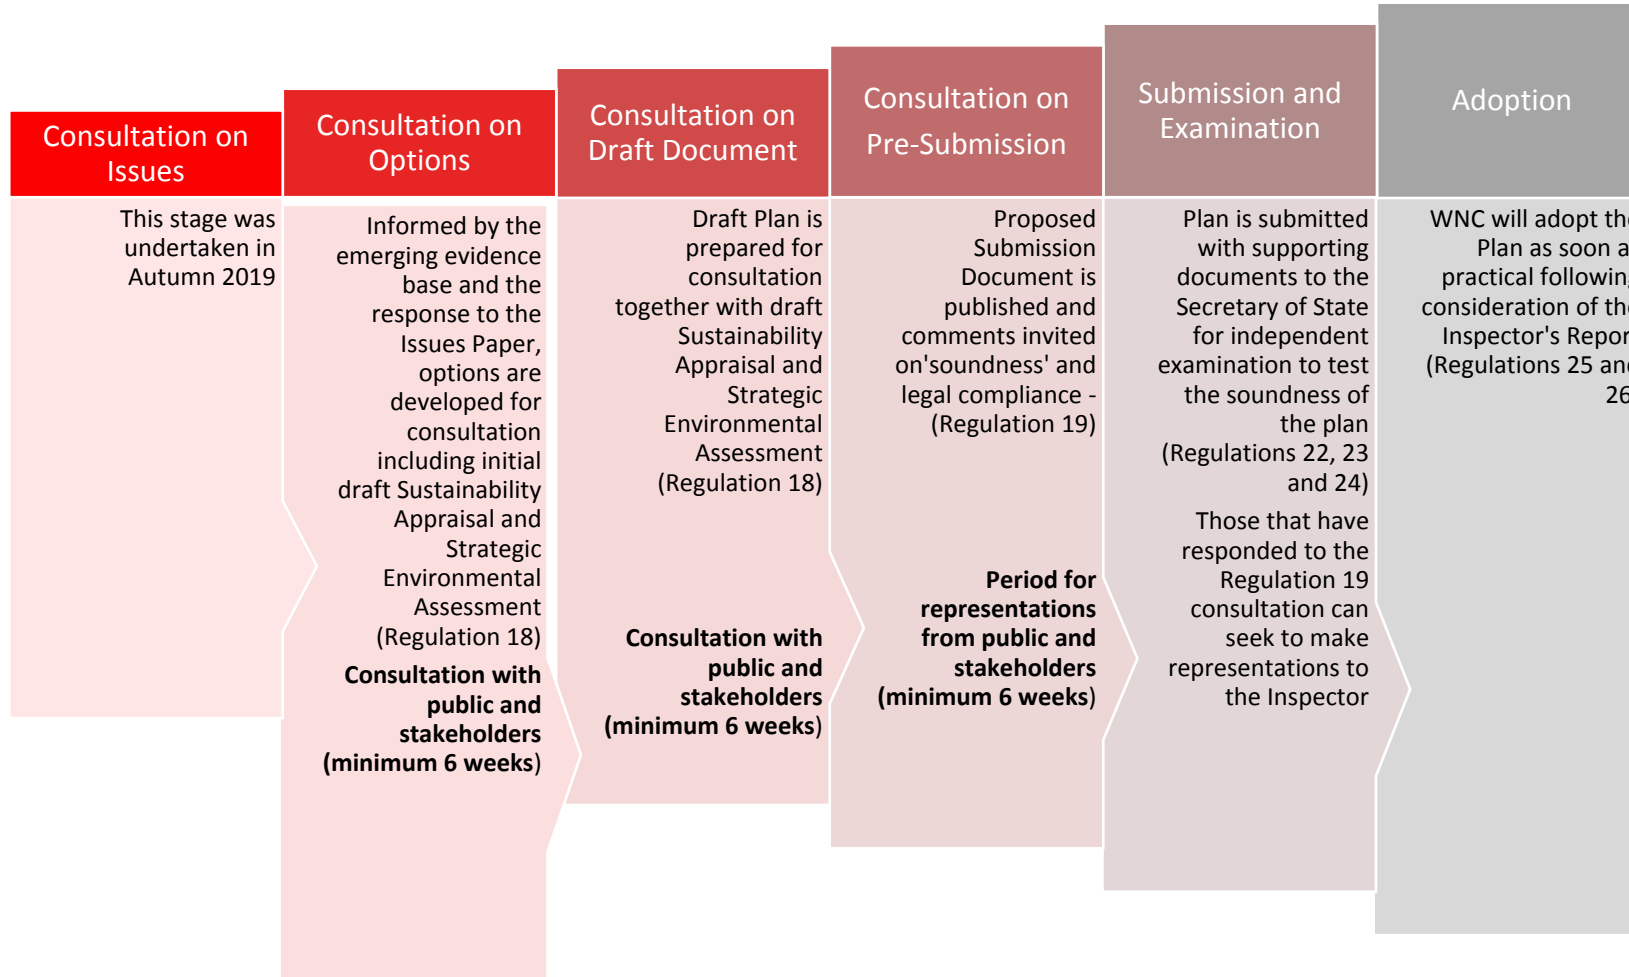 Consultation on
Issues
This stage was
undertaken in
Autumn 2019
Consultation on
Options
Informed by the
emerging evidence
base and the
response to the
Issues Paper,
options are
developed for
consultation
including initial
draft Sustainability
Appraisal and
Strategic
Environmental
Assessment
(Regulation 18)
Consultation with
public and
stakeholders
(minimum 6 weeks)
Consultation on
Draft Document
Draft Plan is
prepared for
consultation
together with draft
Sustainability
Appraisal and
Strategic
Environmental
Assessment
(Regulation 18)
Consultation with
public and
stakeholders
(minimum 6 weeks)
Consultation on
Pre-Submission
Proposed
Submission
Document is
published and
comments invited
on'soundness' and
legal compliance -
(Regulation 19)
Period for
representations
from public and
stakeholders
(minimum 6 weeks)
Submission and
Examination
Plan is submitted
with supporting
documents to the
Secretary of State
for independent
examination to test
the soundness of
the plan
(Regulations 22, 23
and 24)
Those that have
responded to the
Regulation 19
consultation can
seek to make
representations to
the Inspector
Adoption
WNC will adopt the
Plan as soon a
practical following
consideration of the
Inspector's Repor
(Regulations 25 and
26